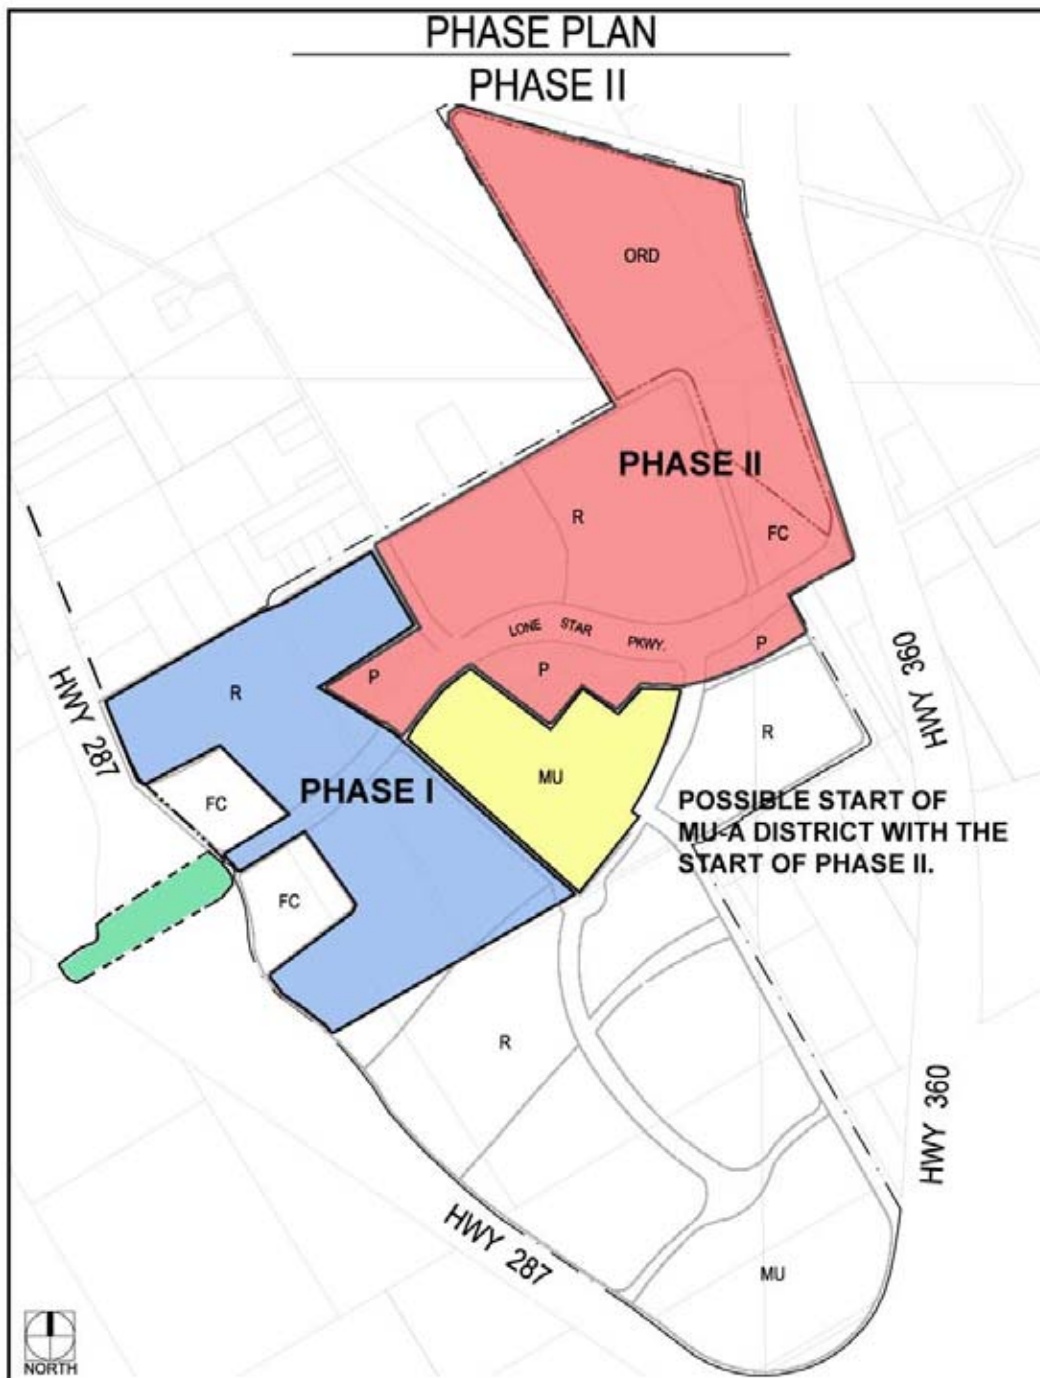 PHASE PLAN
PHASE II
ORD
PHASE II
R
FC
LONE STAR PKWY.
P
P
P
HWY 360
R
HWY 287
R
MU
PHASE I
FC
POSSIBLE START OF
MU-A DISTRICT WITH THE
START OF PHASE II.
FC
R
HWY 360
HWY 287
MU
NORTH